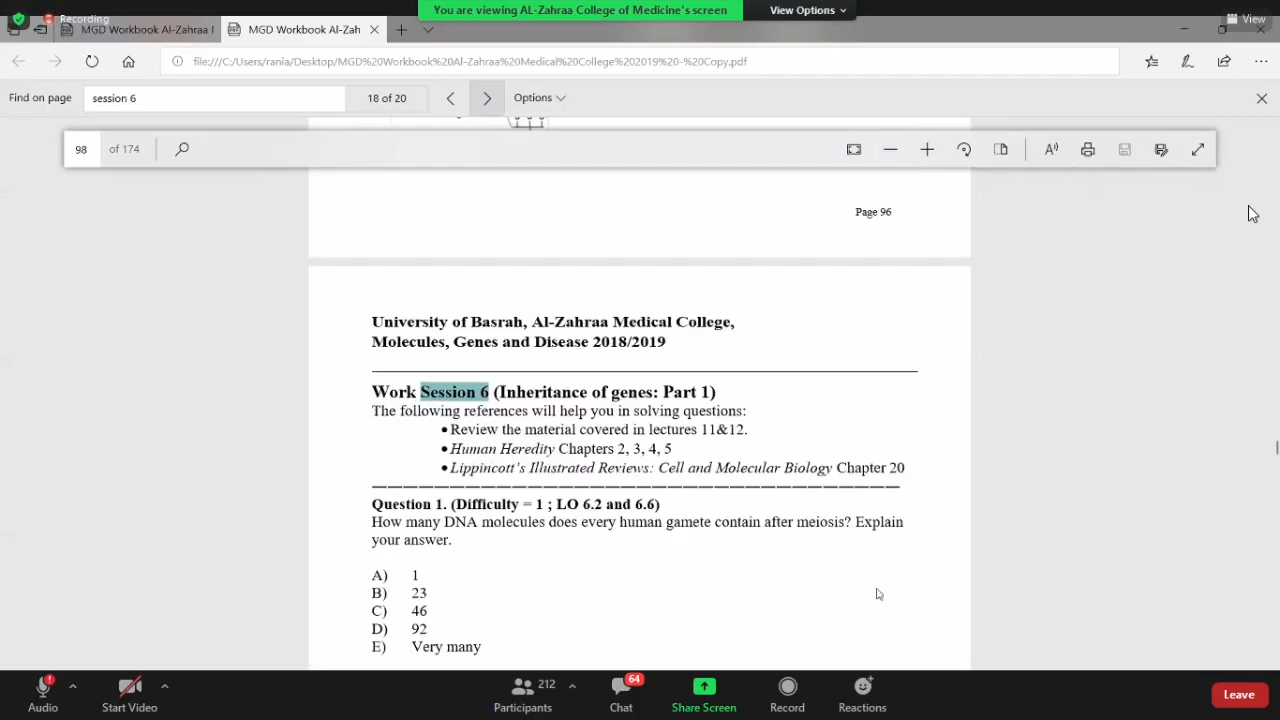 You are viewing AL-Zahraa College of Medicine's screen
View Options
Recording
View
MGD Workbook Al-Zahraa
MGD Workbook Al-Zah
file:///C:/Users/rania/Desktop/MGD%20Workbook%20Al-Zahraa%20Medical%20College%202019%20-%20Copy.pdf
Find on page
session 6
18 of 20
Options
98
of 174
Page 96
University of Basrah, Al-Zahraa Medical College,
Molecules, Genes and Disease 2018/2019
Work Session 6 (Inheritance of genes: Part 1)
The following references will help you in solving questions:
• Review the material covered in lectures 11&12.
• Human Heredity Chapters 2, 3, 4, 5
• Lippincott's Illustrated Reviews: Cell and Molecular Biology Chapter 20
Question 1. (Difficulty = 1 ; LO 6.2 and 6.6)
How many DNA molecules does every human gamete contain after meiosis? Explain
your answer.
A) 1
B) 23
C) 46
D) 92
E) Very many
Audio
Start Video
212
Participants
64
Chat
Share Screen
Record
Reactions
Leave